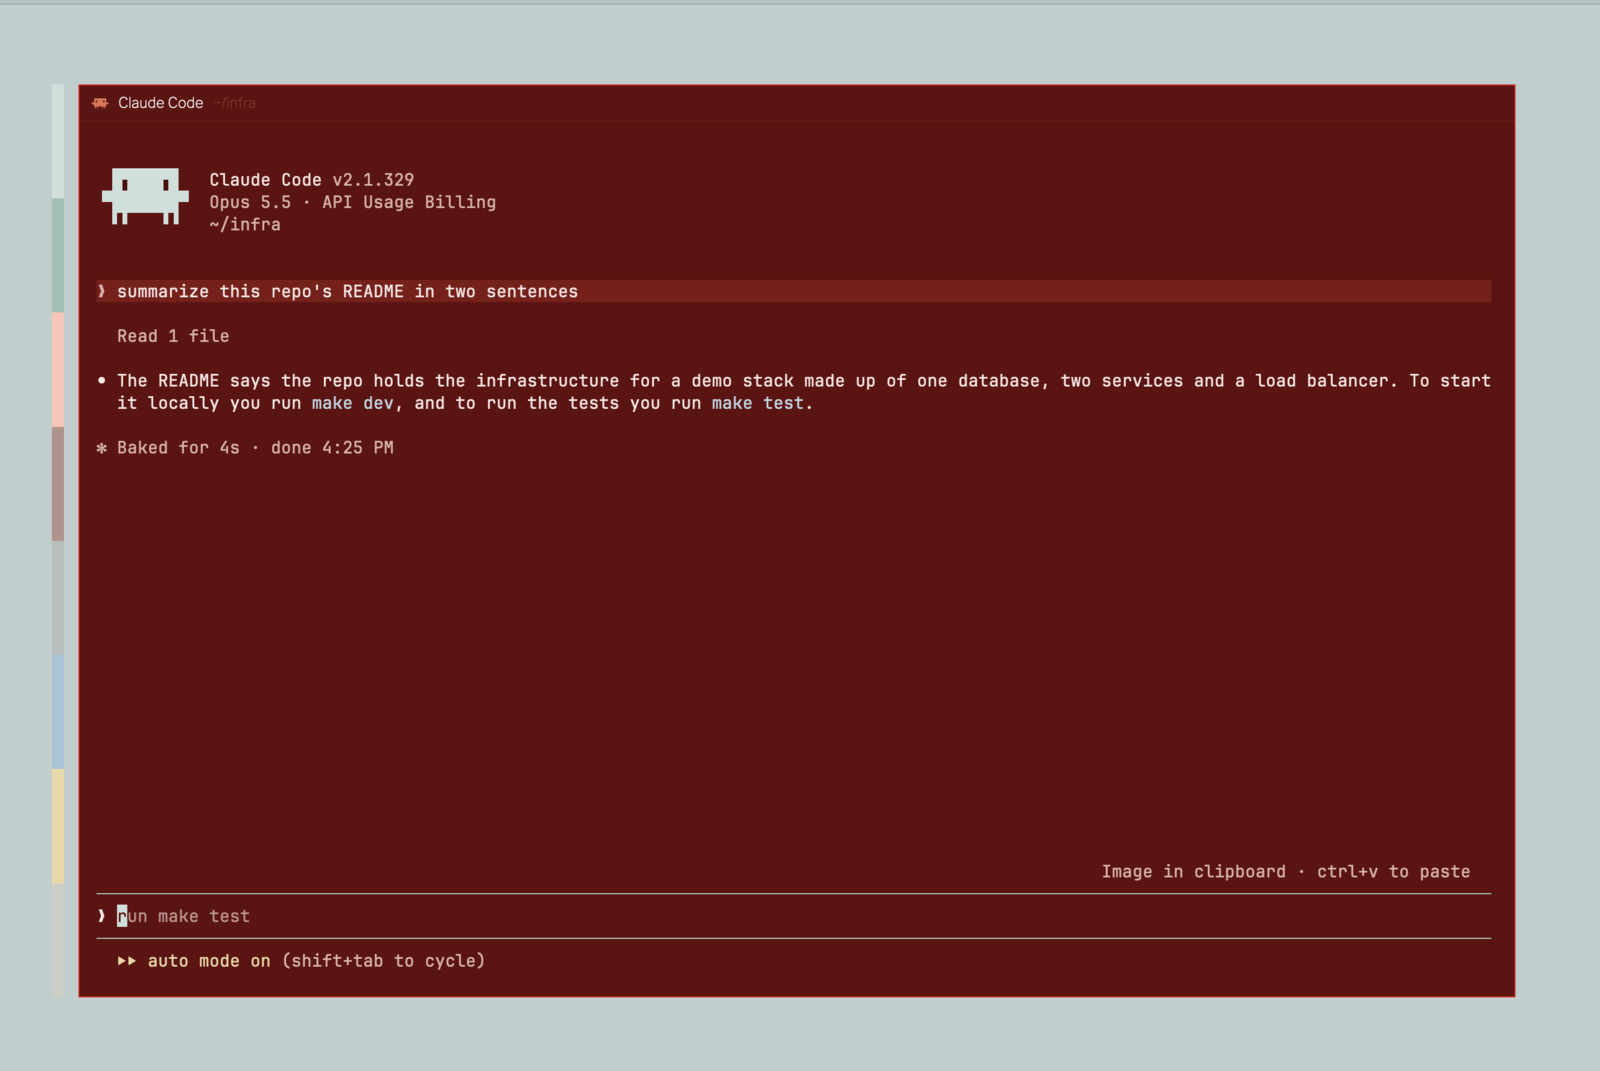 Claude Code ~/infra
Claude Code v2.1.329
Opus 5.5 · API Usage Billing
~/infra
❯ summarize this repo's README in two sentences
Read 1 file
• The README says the repo holds the infrastructure for a demo stack made up of one database, two services and a load balancer. To start
it locally you run make dev, and to run the tests you run make test.
✻ Baked for 4s · done 4:25 PM
Image in clipboard · ctrl+v to paste
❯ run make test
▸▸ auto mode on (shift+tab to cycle)